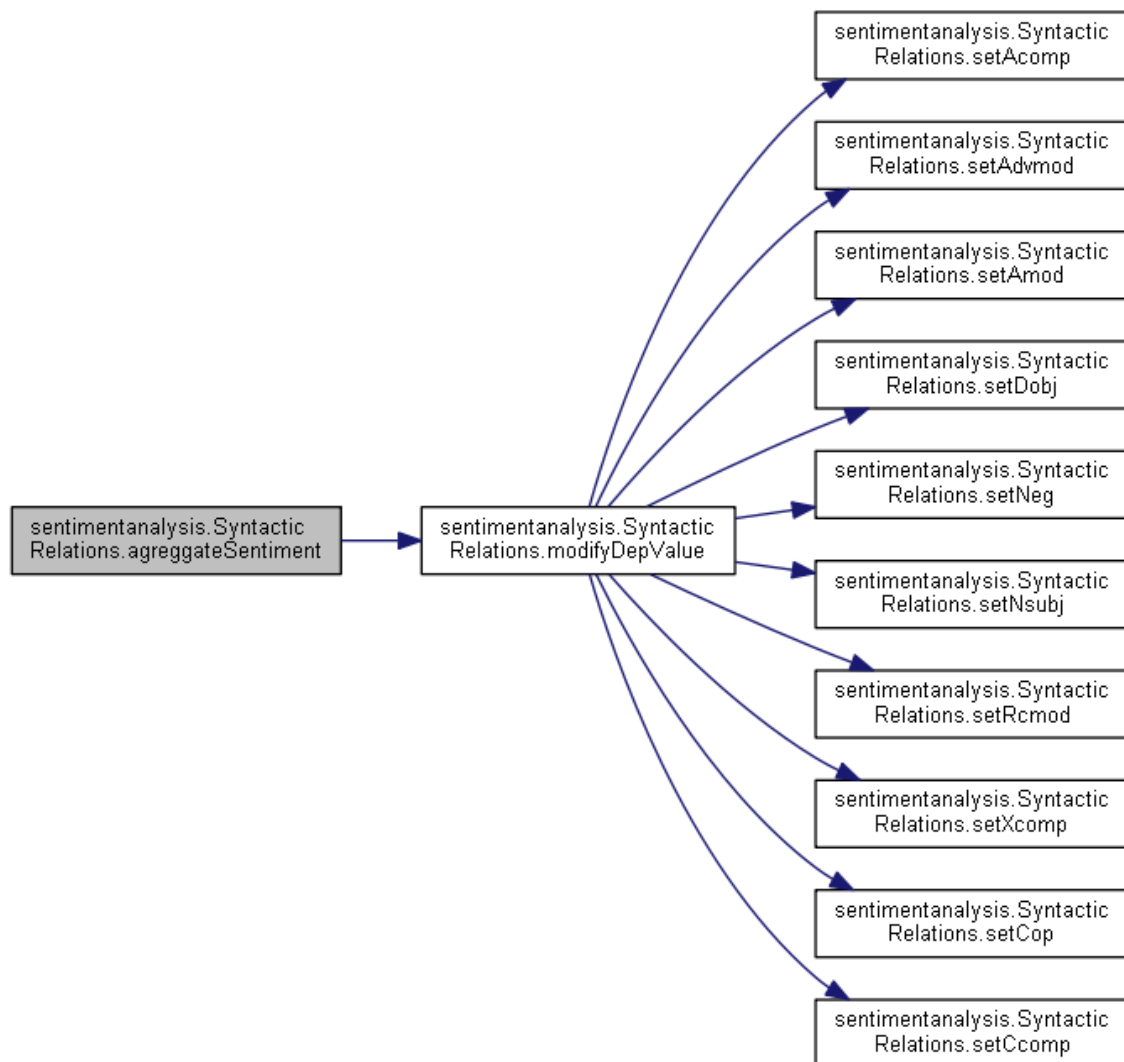 sentimentanalysis.Syntactic
Relations.setAcomp
sentimentanalysis.Syntactic
Relations.setAdvmod
sentimentanalysis.Syntactic
Relations.setAmod
sentimentanalysis.Syntactic
Relations.setDobj
sentimentanalysis.Syntactic
Relations.setNeg
sentimentanalysis.Syntactic
Relations.agreggateSentiment
sentimentanalysis.Syntactic
Relations.modifyDepValue
sentimentanalysis.Syntactic
Relations.setNsubj
sentimentanalysis.Syntactic
Relations.setRcmod
sentimentanalysis.Syntactic
Relations.setXcomp
sentimentanalysis.Syntactic
Relations.setCop
sentimentanalysis.Syntactic
Relations.setCcomp